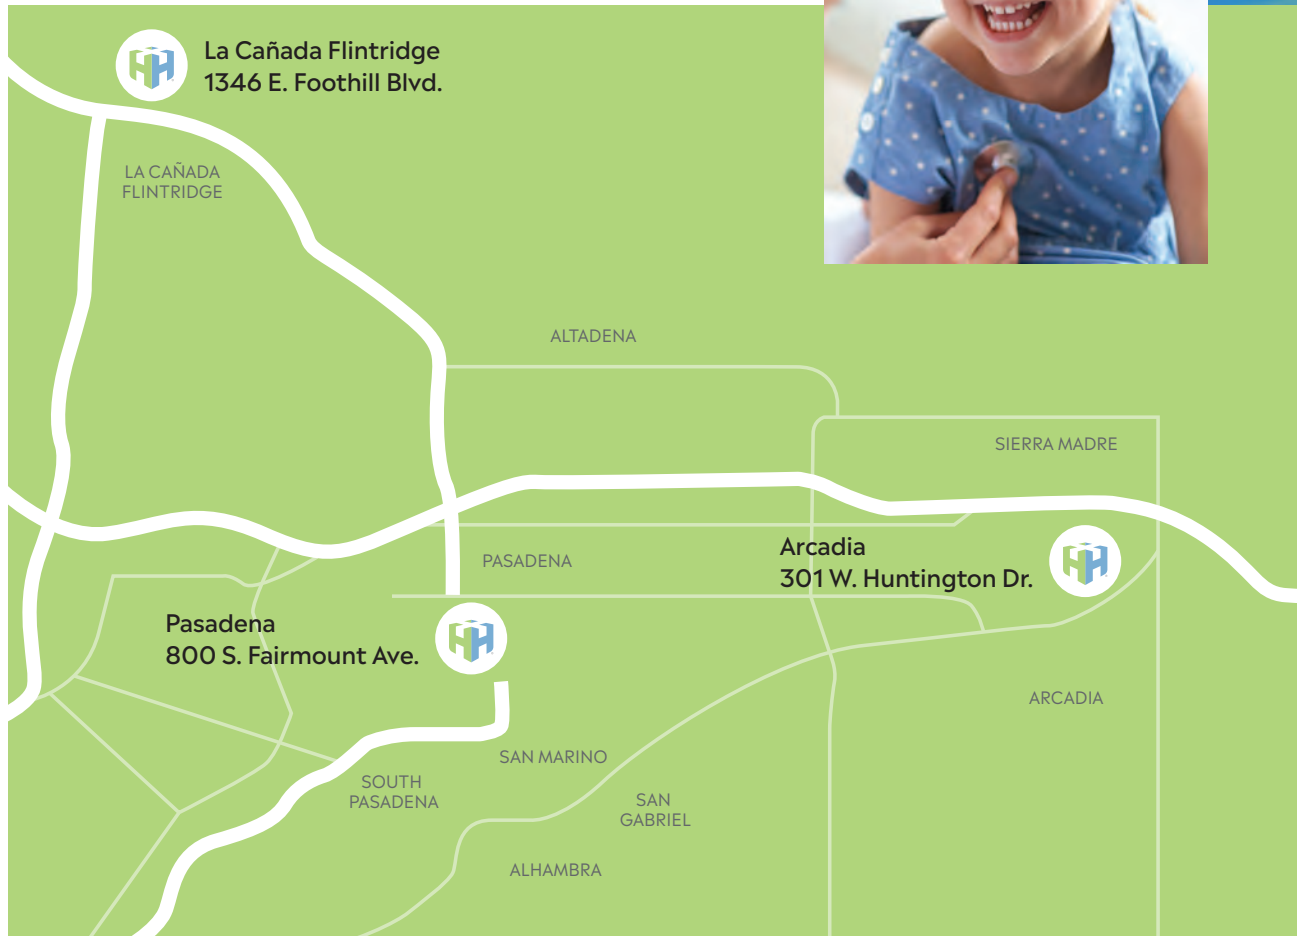 La Cañada Flintridge
1346 E. Foothill Blvd.
LA CAÑADA
FLINTRIDGE
ALTADENA
SIERRA MADRE
Arcadia
301 W. Huntington Dr.
PASADENA
Pasadena
800 S. Fairmount Ave.
ARCADIA
SAN MARINO
SOUTH
PASADENA
SAN
GABRIEL
ALHAMBRA